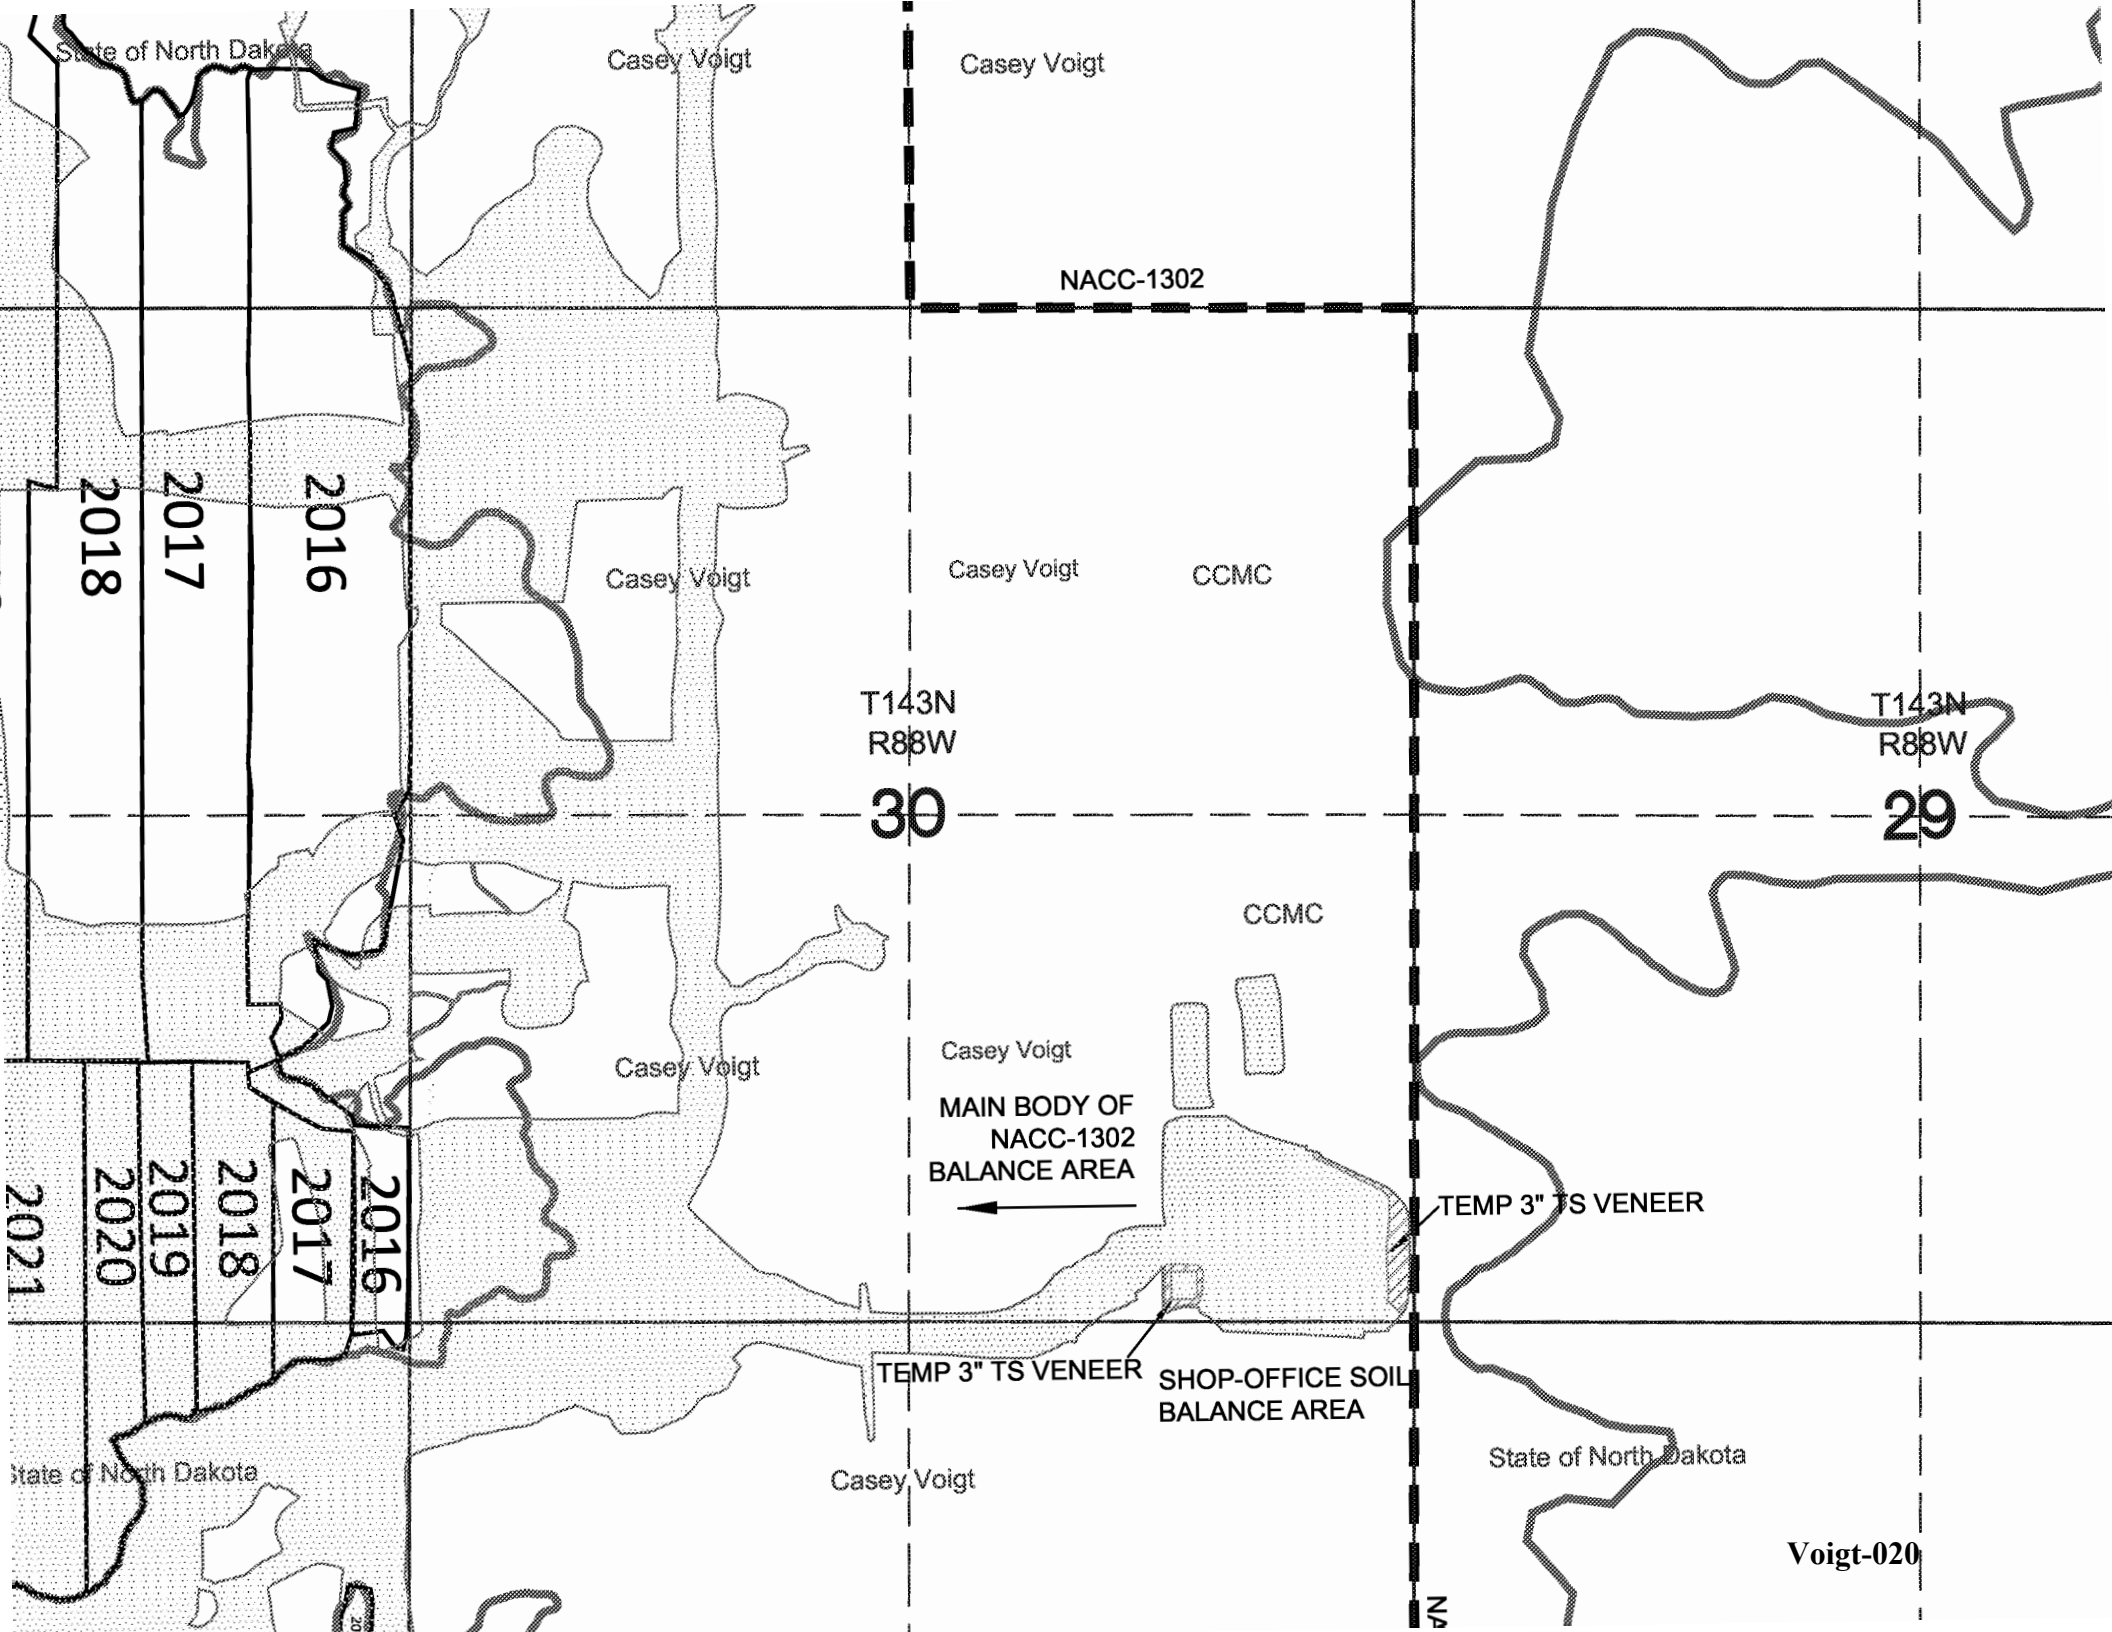 State of North Dakota
Casey Voigt
Casey Voigt
NACC-1302
2018
2017
2016
Casey Voigt
Casey Voigt
CCMC
T143N
R88W
30
T143N
R88W
29
CCMC
Casey Voigt
Casey Voigt
MAIN BODY OF
NACC-1302
BALANCE AREA
2021
2020
2019
2018
2017
2016
TEMP 3" TS VENEER
TEMP 3" TS VENEER
SHOP-OFFICE SOIL
BALANCE AREA
State of North Dakota
Casey Voigt
State of North Dakota
Voigt-020
20
NA